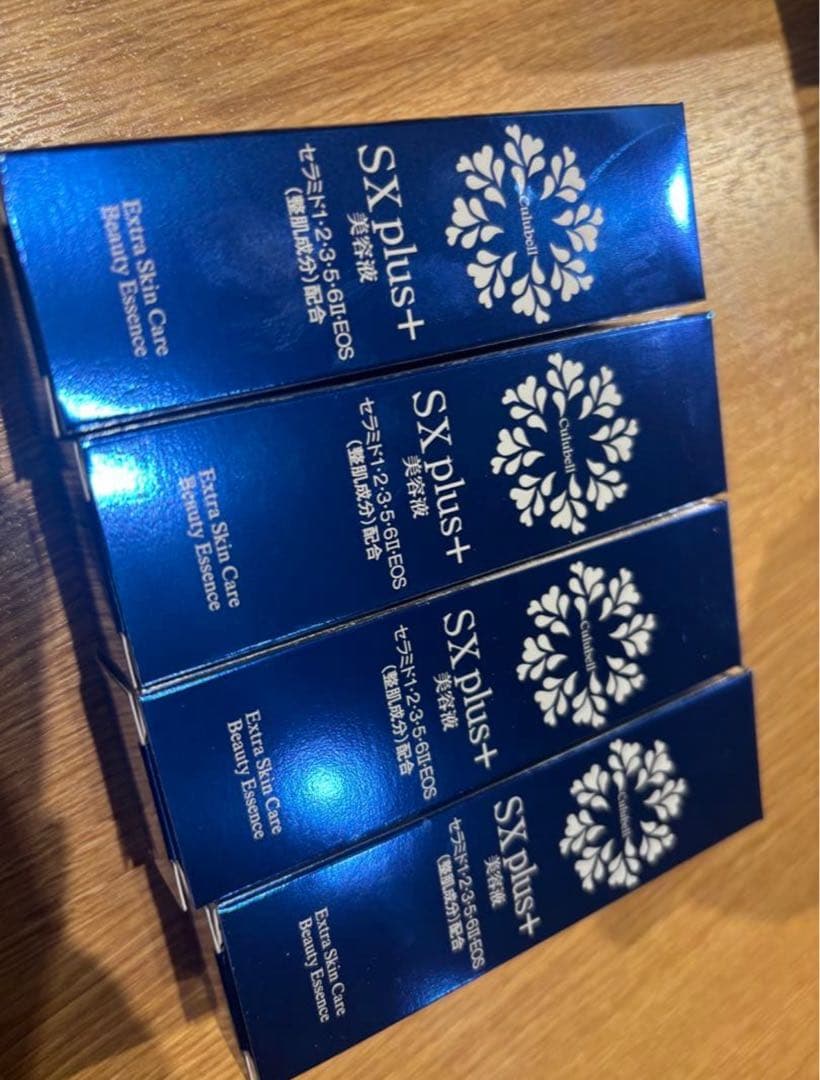 Culubell
SX plus+
美容液
セラミド1・2・3・5・6Ⅱ・EOS
(整肌成分)配合
Extra Skin Care
Beauty Essence
Culubell
SX plus+
美容液
セラミド1・2・3・5・6Ⅱ・EOS
(整肌成分)配合
Extra Skin Care
Beauty Essence
Culubell
SX plus+
美容液
セラミド1・2・3・5・6Ⅱ・EOS
(整肌成分)配合
Extra Skin Care
Beauty Essence
Culubell
SX plus+
美容液
セラミド1・2・3・5・6Ⅱ・EOS
(整肌成分)配合
Extra Skin Care
Beauty Essence